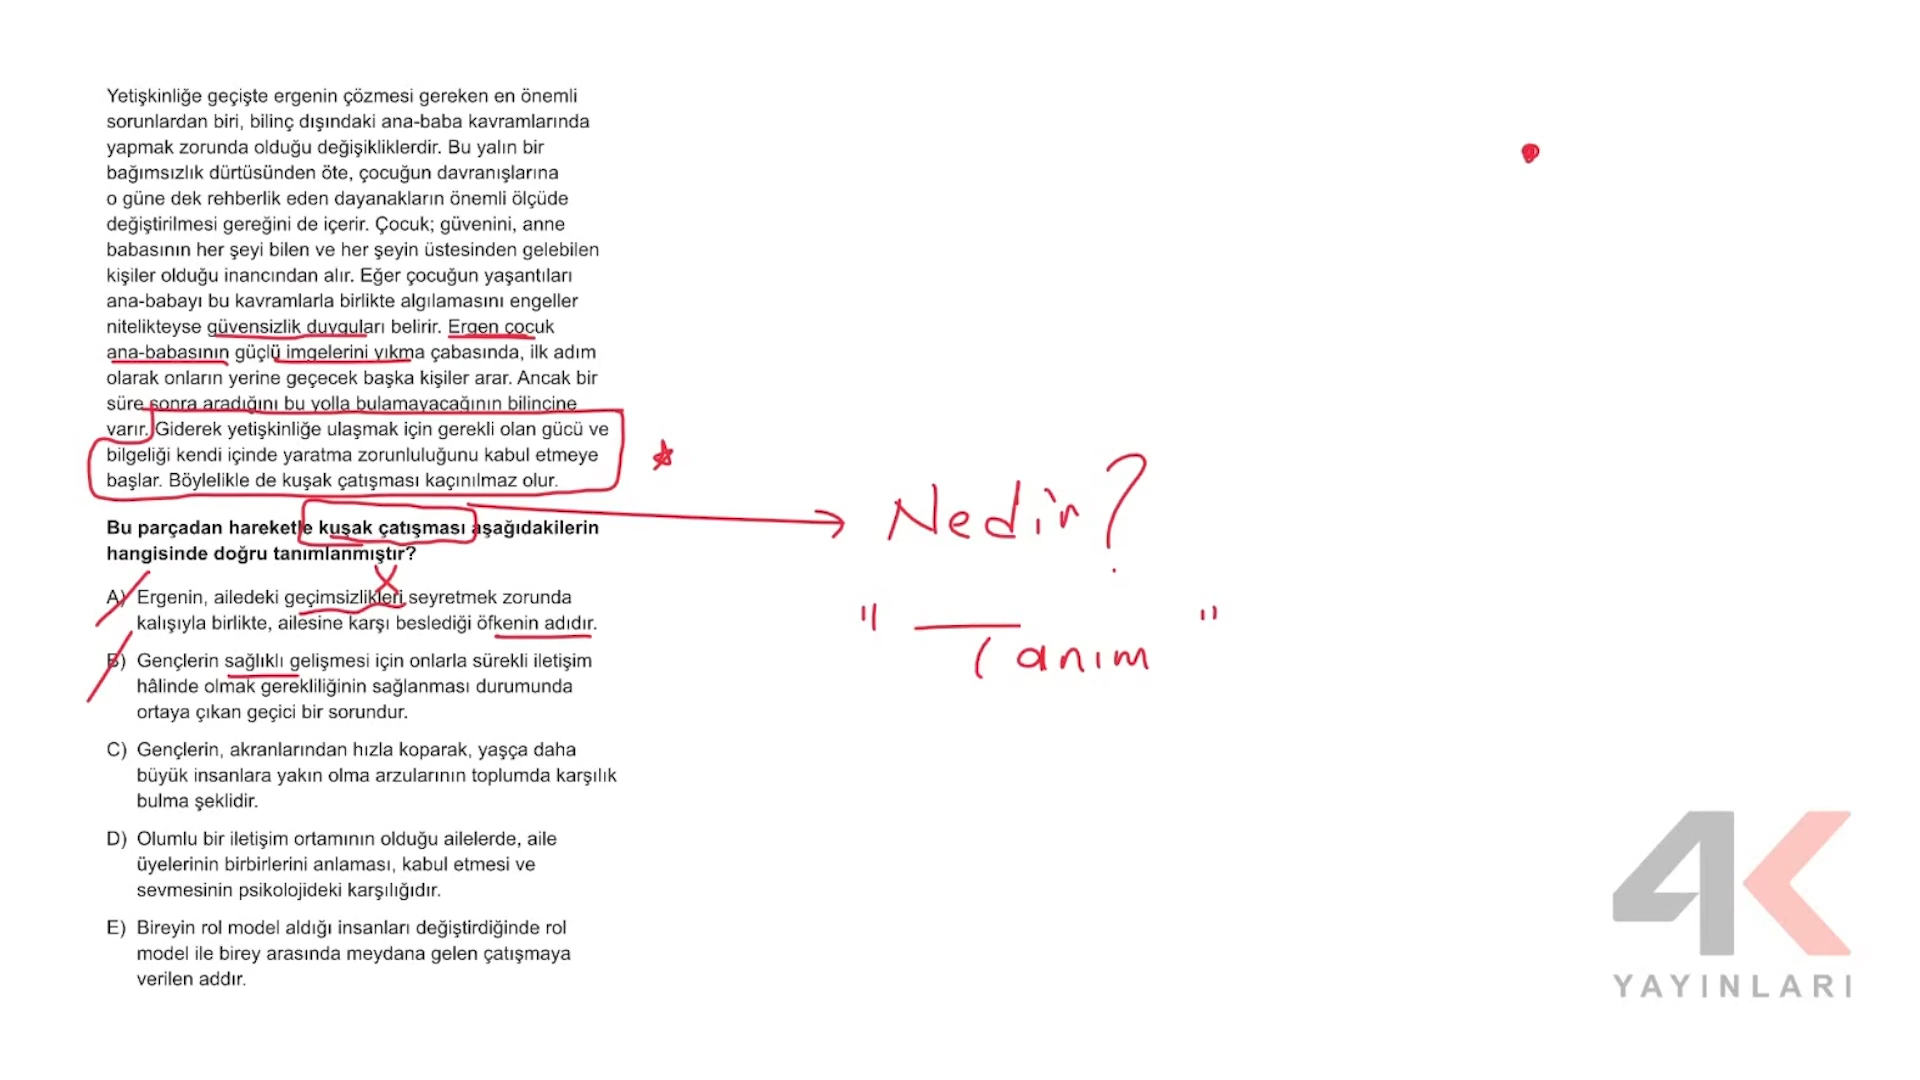 Yetişkinliğe geçişte ergenin çözmesi gereken en önemli
sorunlardan biri, bilinç dışındaki ana-baba kavramlarında
yapmak zorunda olduğu değişikliklerdir. Bu yalın bir
bağımsızlık dürtüsünden öte, çocuğun davranışlarına
o güne dek rehberlik eden dayanakların önemli ölçüde
değiştirilmesi gereğini de içerir. Çocuk; güvenini, anne
babasının her şeyi bilen ve her şeyin üstesinden gelebilen
kişiler olduğu inancından alır. Eğer çocuğun yaşantıları
ana-babayı bu kavramlarla birlikte algılamasını engeller
nitelikteyse güvensizlik duyguları belirir. Ergen çocuk
ana-babasının güçlü imgelerini yıkma çabasında, ilk adım
olarak onların yerine geçecek başka kişiler arar. Ancak bir
süre sonra aradığını bu yolla bulamayacağının bilincine
varır. Giderek yetişkinliğe ulaşmak için gerekli olan gücü ve
bilgeliği kendi içinde yaratma zorunluluğunu kabul etmeye
başlar. Böylelikle de kuşak çatışması kaçınılmaz olur.
Bu parçadan hareketle kuşak çatışması aşağıdakilerin
hangisinde doğru tanımlanmıştır?
A) Ergenin, ailedeki geçimsizlikleri seyretmek zorunda
kalışıyla birlikte, ailesine karşı beslediği öfkenin adıdır.
B) Gençlerin sağlıklı gelişmesi için onlarla sürekli iletişim
hâlinde olmak gerekliliğinin sağlanması durumunda
ortaya çıkan geçici bir sorundur.
C) Gençlerin, akranlarından hızla koparak, yaşça daha
büyük insanlara yakın olma arzularının toplumda karşılık
bulma şeklidir.
D) Olumlu bir iletişim ortamının olduğu ailelerde, aile
üyelerinin birbirlerini anlaması, kabul etmesi ve
sevmesinin psikolojideki karşılığıdır.
E) Bireyin rol model aldığı insanları değiştirdiğinde rol
model ile birey arasında meydana gelen çatışmaya
verilen addır.
Nedir?
" "
Tanım
4K
YAYINLARI